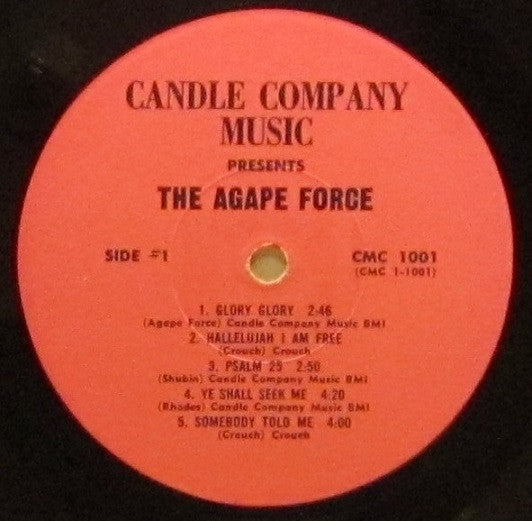 CANDLE COMPANY
MUSIC
PRESENTS
THE AGAPE FORCE
SIDE #1
CMC 1001
(CMC 1-1001)
1. GLORY GLORY 2:46
(Agape Force) Candle Company Music BMI
2. HALLELUJAH I AM FREE
(Crouch) Crouch
3. PSALM 25 2:50
(Shubin) Candle Company Music BMI
4. YE SHALL SEEK ME 4:20
(Rhodes) Candle Company Music BMI
5. SOMEBODY TOLD ME 4:00
(Crouch) Crouch